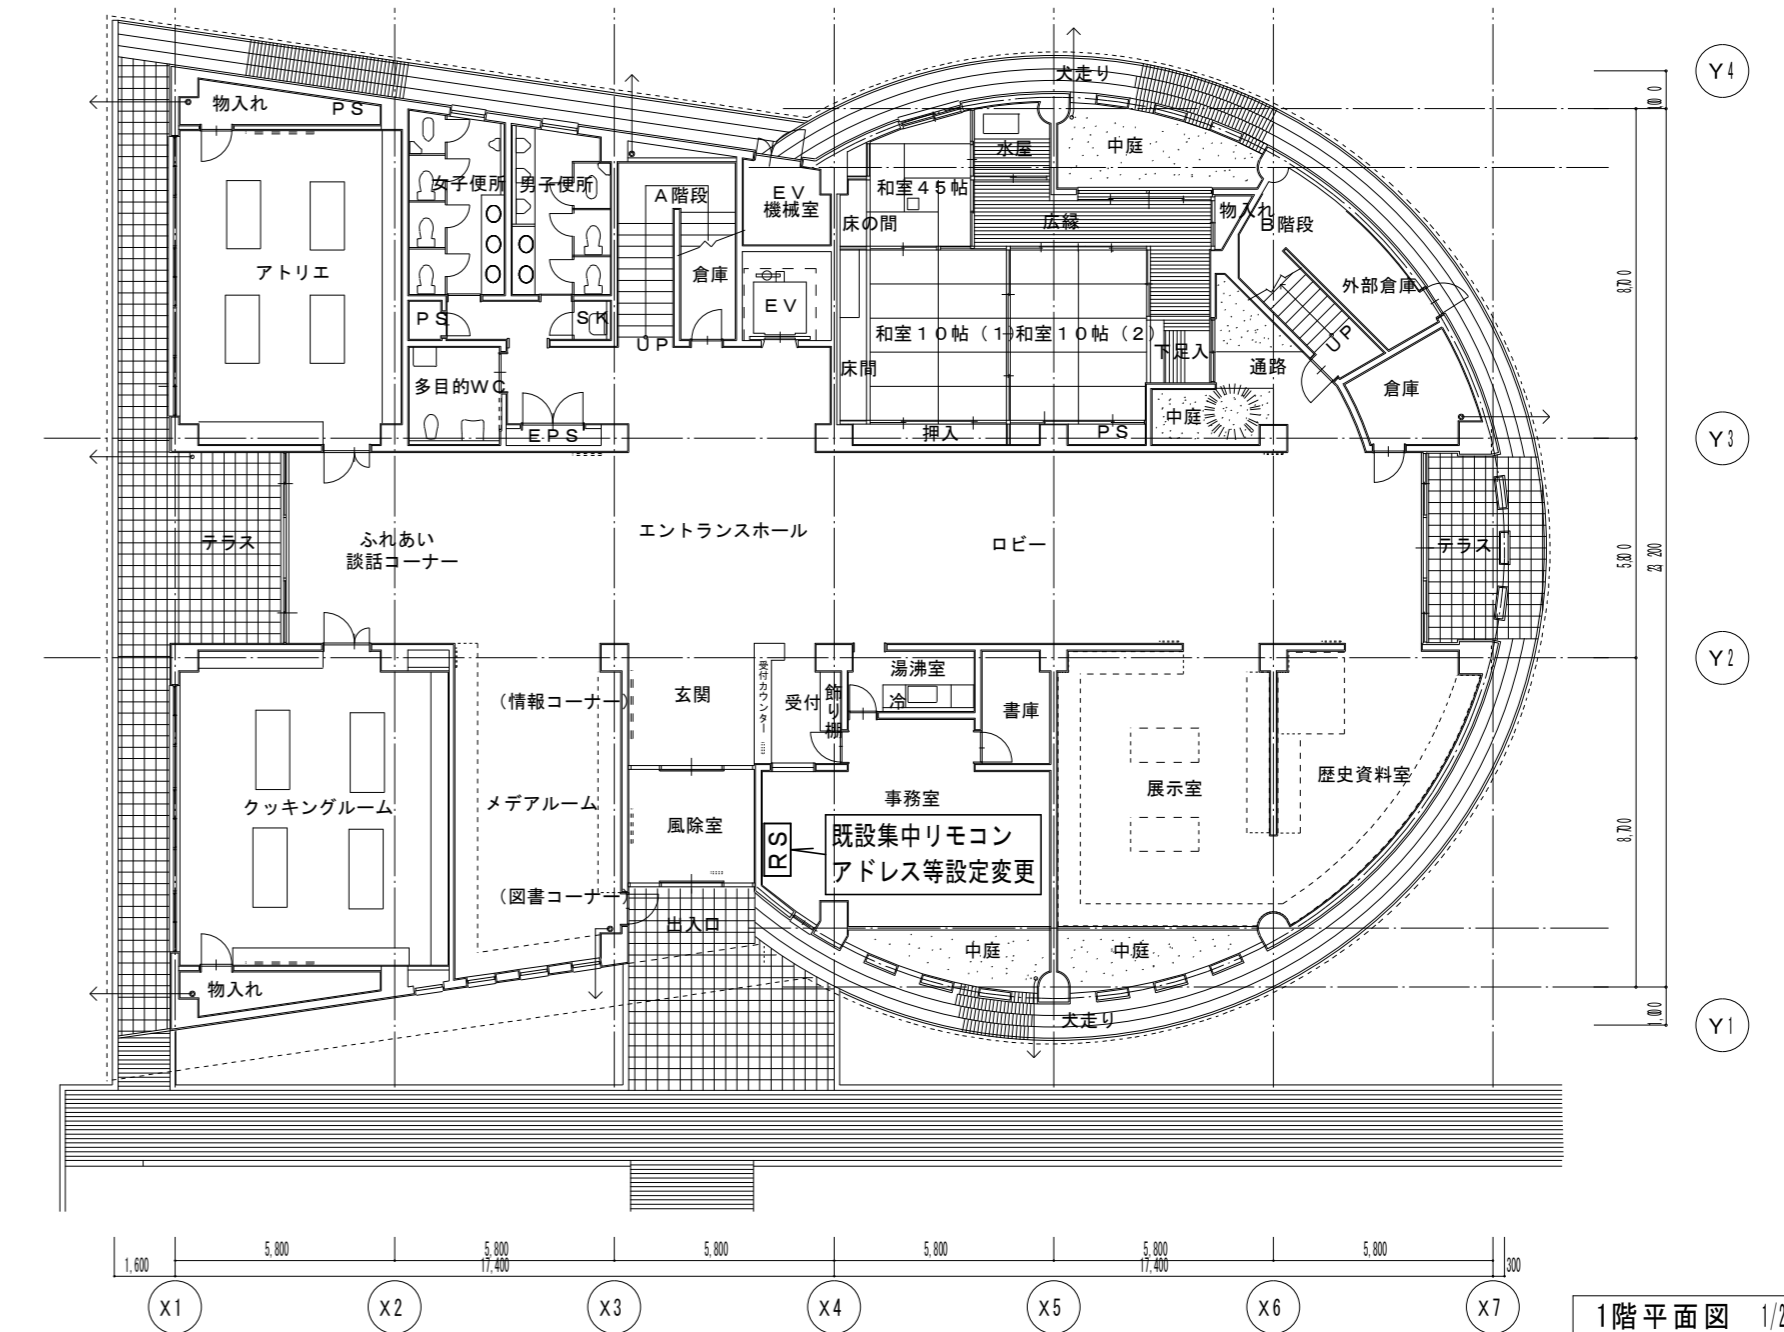 犬走り
Y4
物入れ
PS
中庭
水屋
女子便所
男子便所
A階段
EV
機械室
和室45帖
床の間
広縁
物入れ
B階段
アトリエ
倉庫
EV
外部倉庫
PS
SK
UP
和室10帖(1)
和室10帖(2)
下足入
UP
床間
通路
倉庫
多目的WC
中庭
EPS
押入
PS
Y3
エントランスホール
テラス
ふれあい
談話コーナー
ロビー
テラス
5,800
23,200
Y2
湯沸室
受付カウンター
玄関
受付
飾り棚
冷
書庫
(情報コーナー)
歴史資料室
展示室
事務室
クッキングルーム
メデアルーム
風除室
RS
既設集中リモコン
アドレス等設定変更
8,700
(図書コーナー)
出入口
中庭
中庭
物入れ
犬走り
1,000
Y1
5,800
5,800
5,800
5,800
5,800
5,800
1,600
17,400
17,400
300
X1
X2
X3
X4
X5
X6
X7
1階平面図 1/2